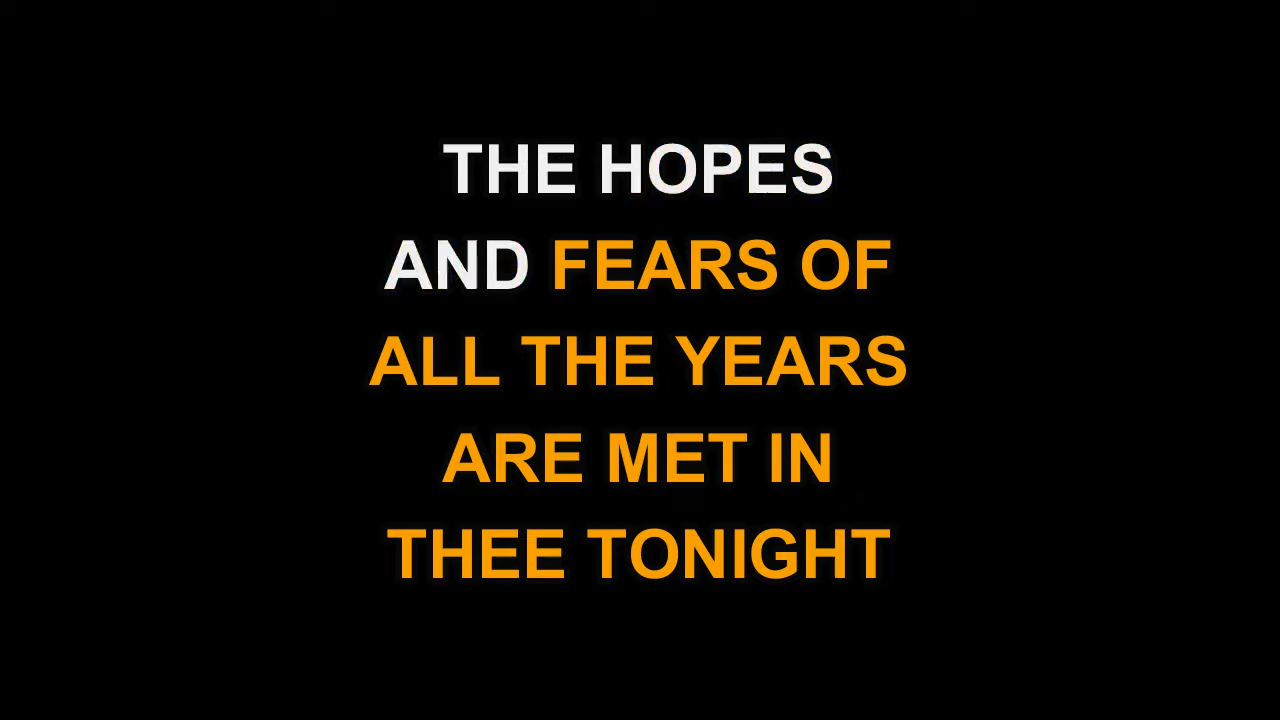 THE HOPES
AND FEARS OF
ALL THE YEARS
ARE MET IN
THEE TONIGHT